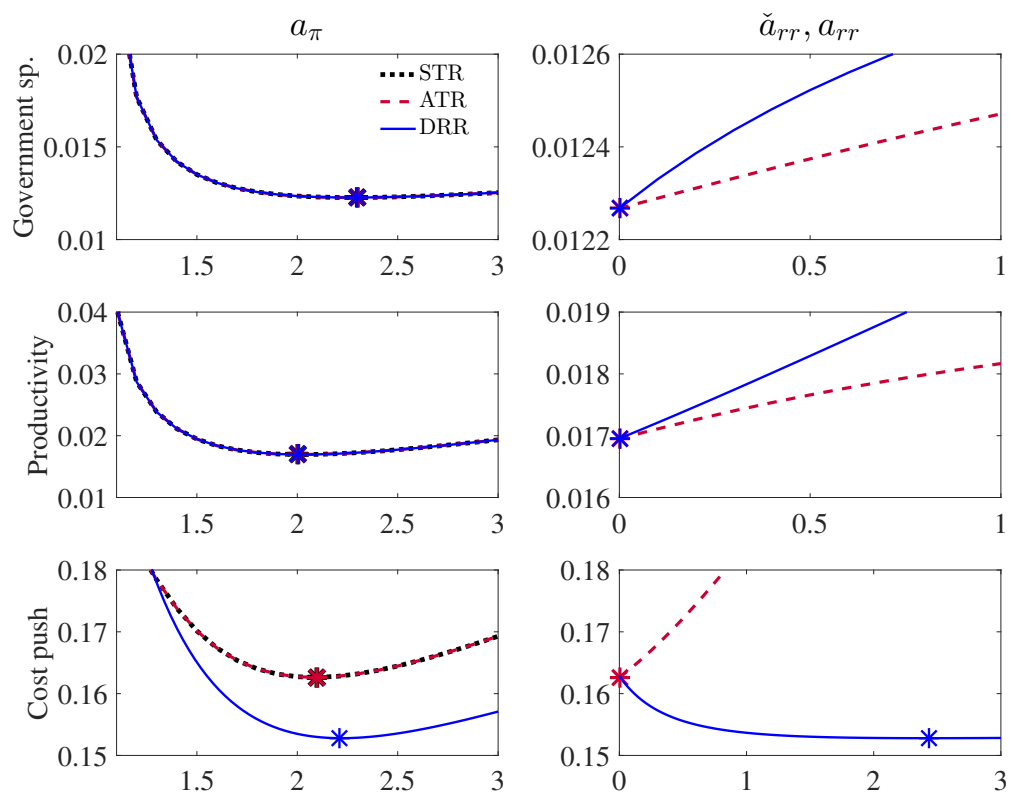 a_π
ǎ_rr, a_rr
Government sp.
0.02
0.015
0.01
1.5 2 2.5 3
STR
ATR
DRR
0.0126
0.0124
0.0122
0 0.5 1
Productivity
0.04
0.03
0.02
0.01
1.5 2 2.5 3
0.019
0.018
0.017
0.016
0 0.5 1
Cost push
0.18
0.17
0.16
0.15
1.5 2 2.5 3
0.18
0.17
0.16
0.15
0 1 2 3